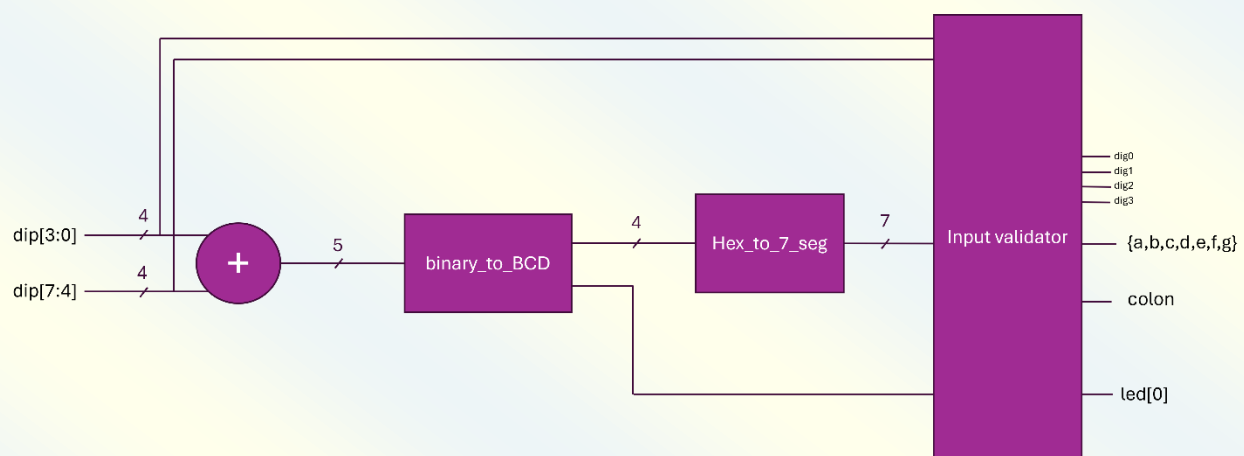 dig0
dig1
dig2
dig3
4
dip[3:0]
+
5
binary_to_BCD
4
Hex_to_7_seg
7
Input validator
{a,b,c,d,e,f,g}
4
dip[7:4]
colon
led[0]